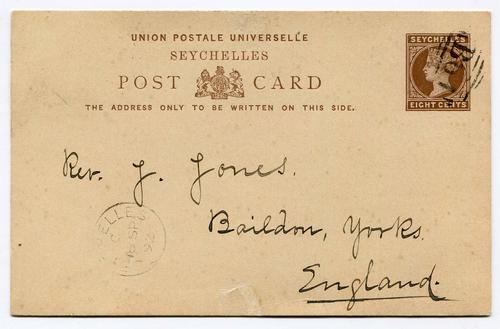 UNION POSTALE UNIVERSELLE
SEYCHELLES
POST CARD
THE ADDRESS ONLY TO BE WRITTEN ON THIS SIDE.
SEYCHELLES
EIGHT CENTS
B64
Rev. J. Jones.
Baildon, Yorks.
England.